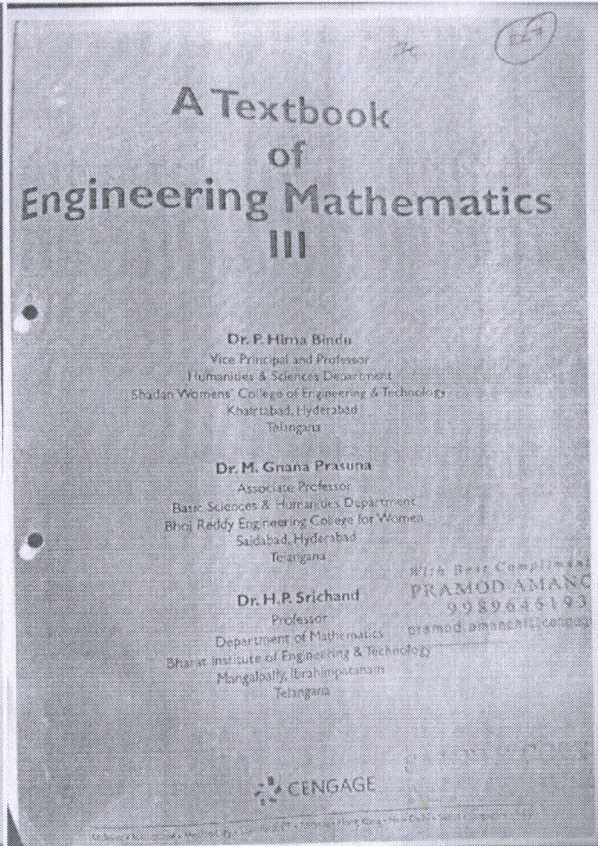 A Textbook
of
Engineering Mathematics
III
Dr. P. Hima Bindu
Vice Principal and Professor
Humanities & Sciences Department
Shadan Womens' College of Engineering & Technology
Khairtabad, Hyderabad
Telangana
Dr. M. Gnana Prasuna
Associate Professor
Basic Sciences & Humanities Department
Bhoj Reddy Engineering College for Women
Saidabad, Hyderabad
Telangana
With Best Compliment
PRAMOD AMANC
9989645193
Dr. H.P. Srichand
Professor
Department of Mathematics
Bharat Institute of Engineering & Technology
Mangalpally, Ibrahimpatanam
Telangana
CENGAGE